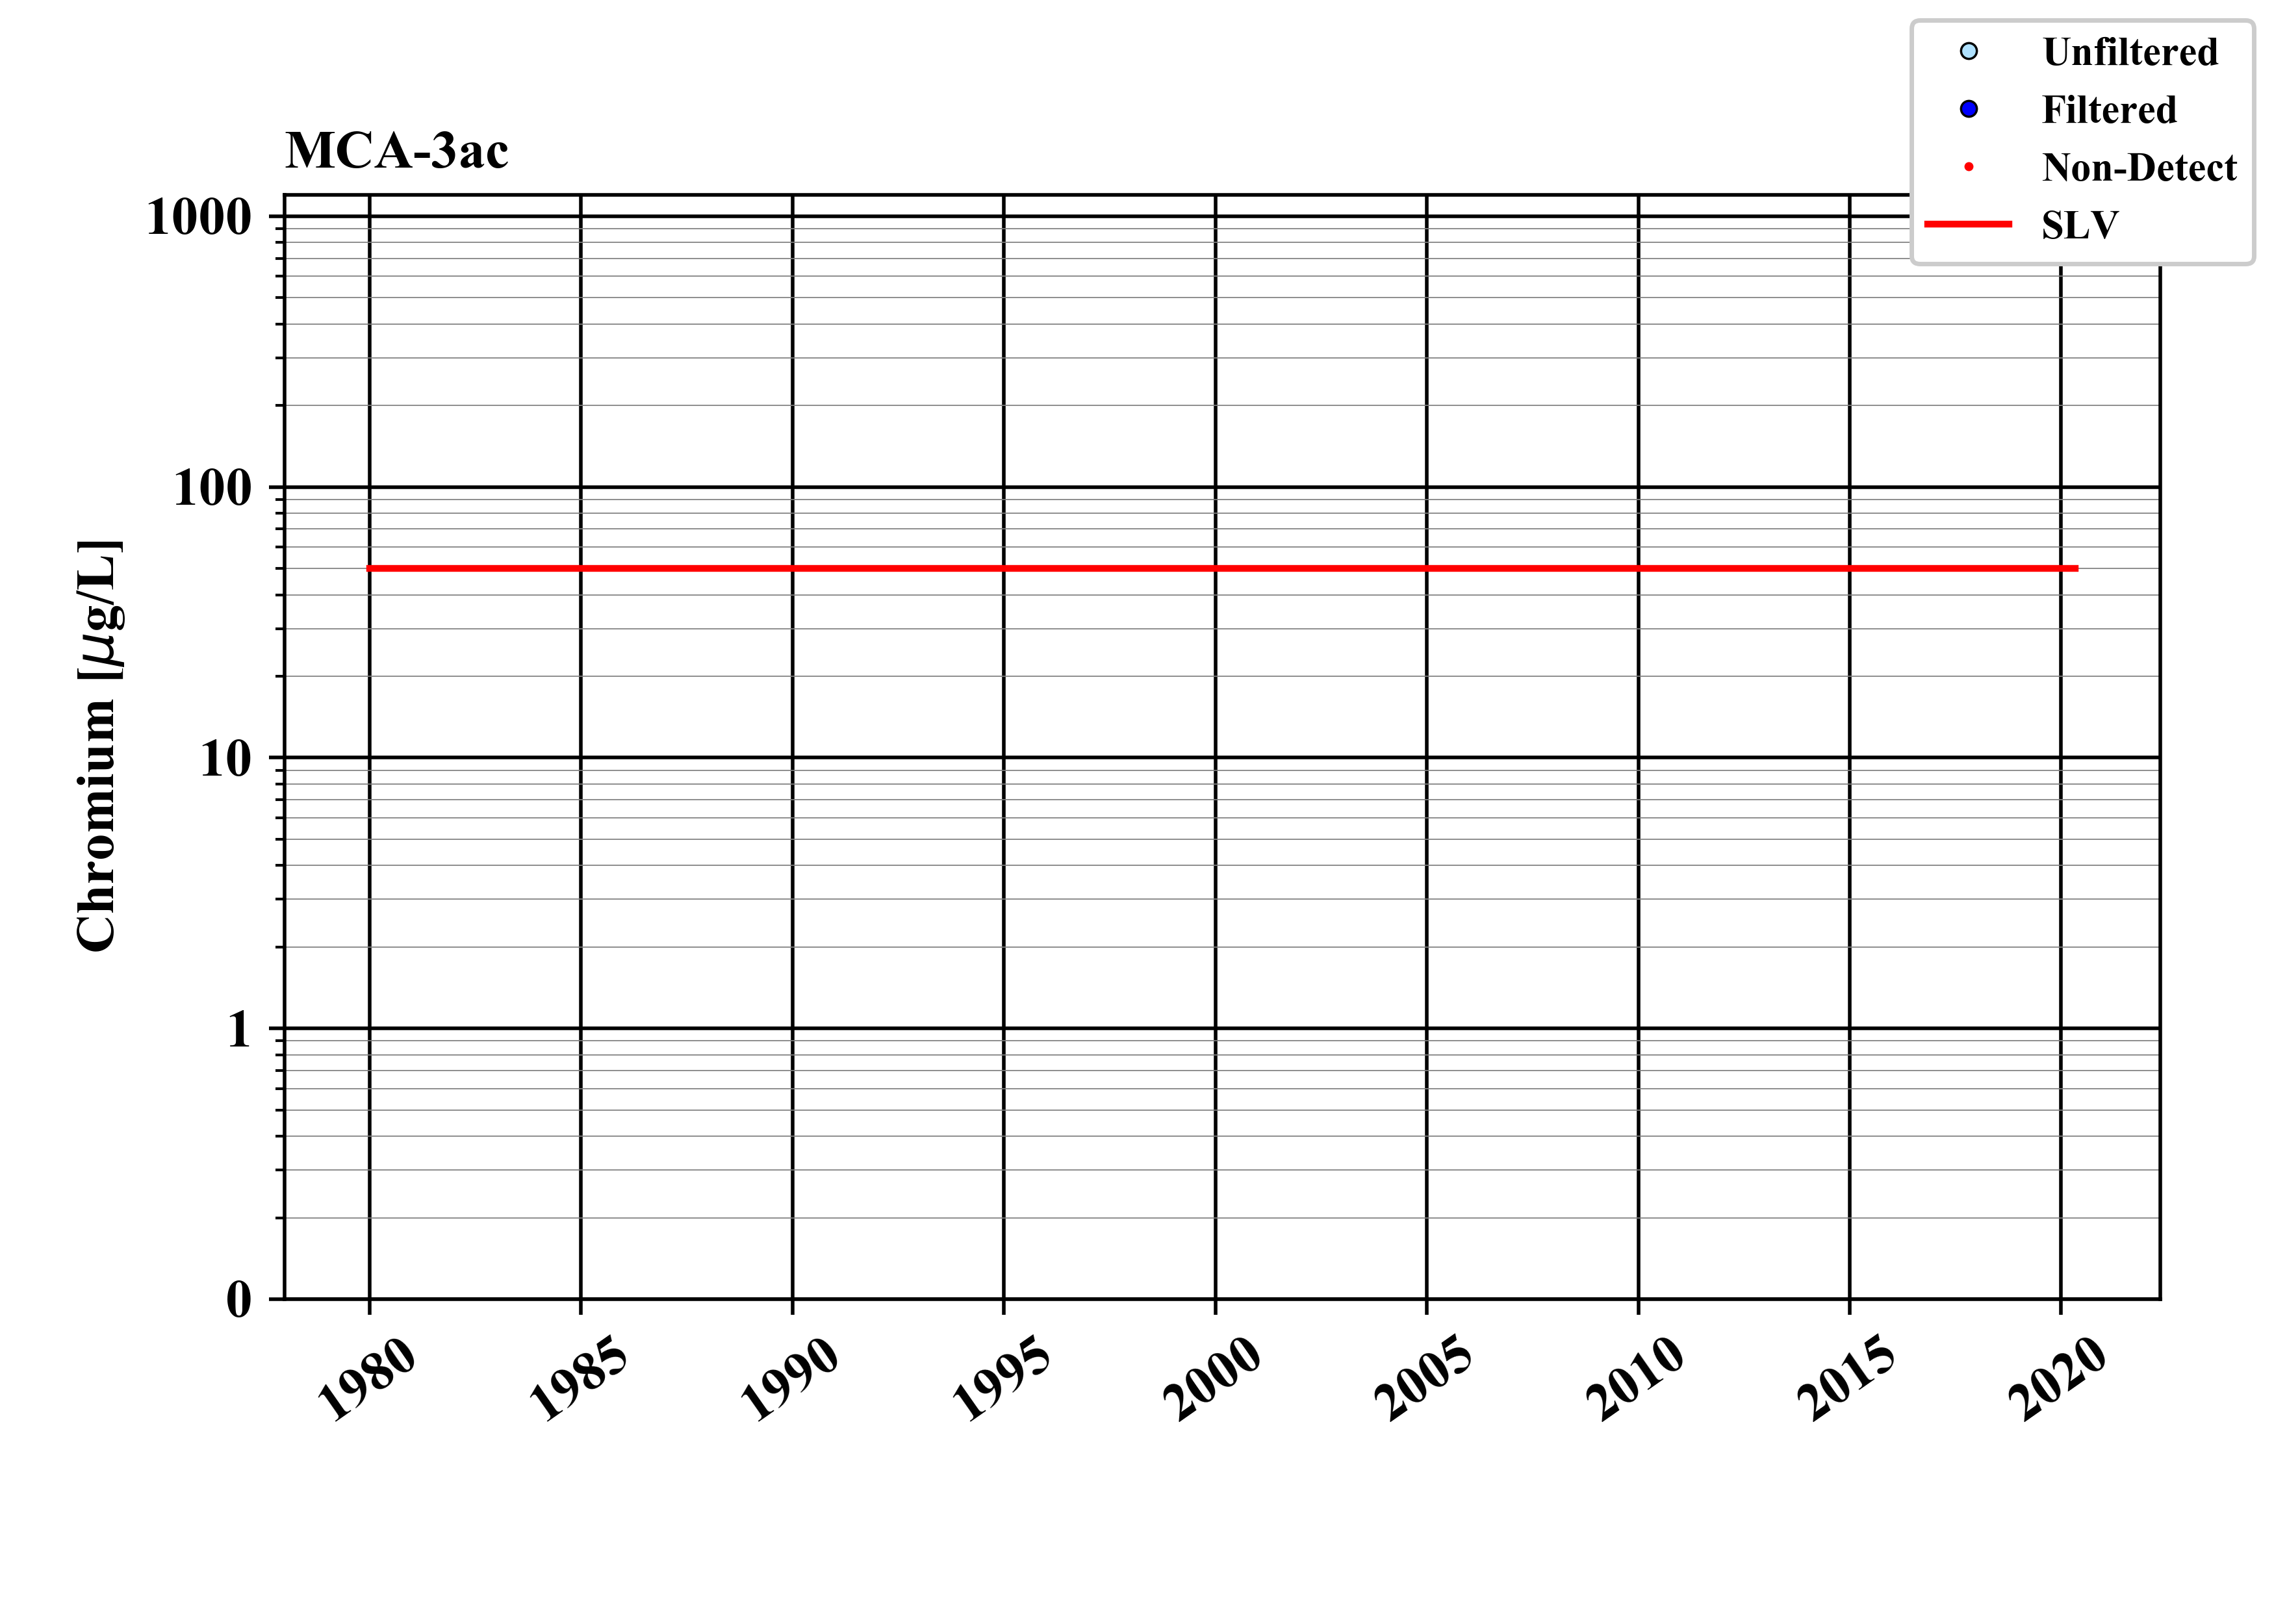 Unfiltered
Filtered
Non-Detect
SLV
MCA-3ac
1000
100
10
1
0
Chromium [μg/L]
1980
1985
1990
1995
2000
2005
2010
2015
2020